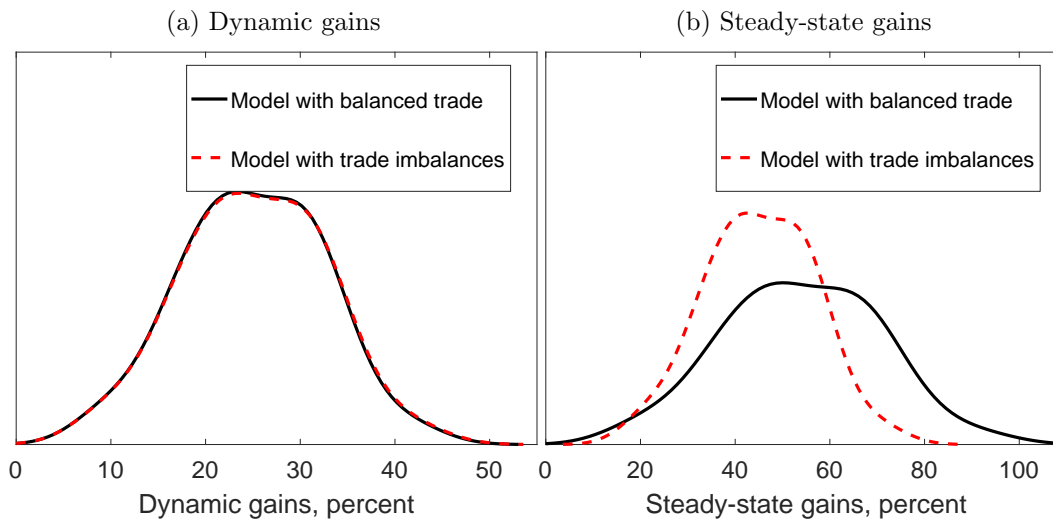 (a) Dynamic gains
Model with balanced trade
Model with trade imbalances
0 10 20 30 40 50
Dynamic gains, percent
(b) Steady-state gains
Model with balanced trade
Model with trade imbalances
0 20 40 60 80 100
Steady-state gains, percent